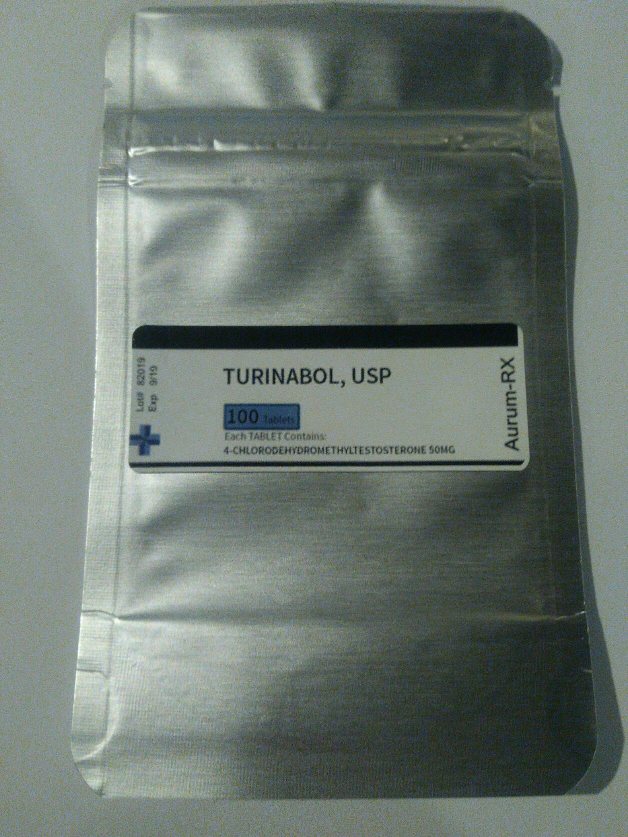 Lot# 82019
Exp 9/19
TURINABOL, USP
100 Tablets
Each TABLET Contains:
4-CHLORODEHYDROMETHYLTESTOSTERONE 50MG
Aurum-RX